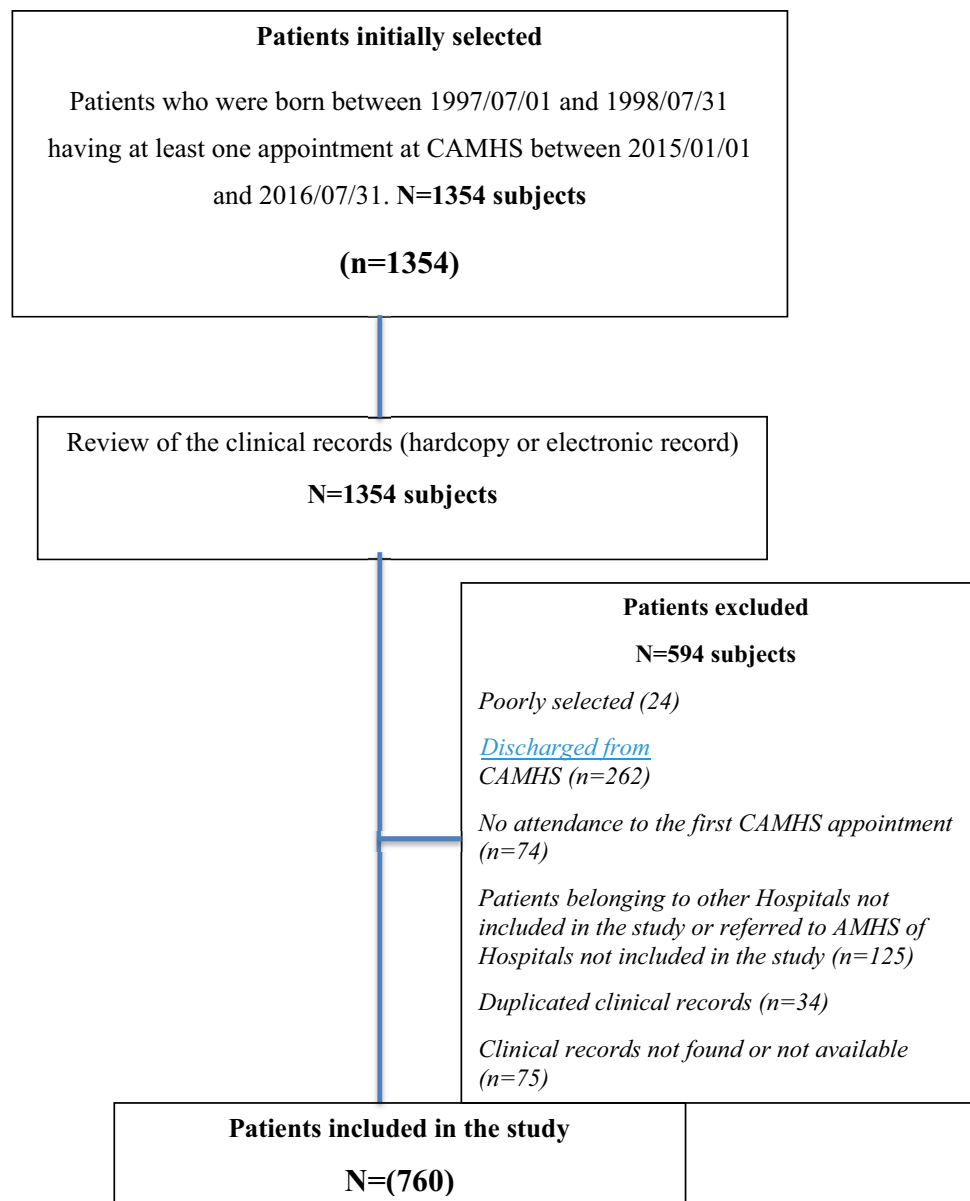 Patients initially selected
Patients who were born between 1997/07/01 and 1998/07/31
having at least one appointment at CAMHS between 2015/01/01
and 2016/07/31. N=1354 subjects
(n=1354)
Review of the clinical records (hardcopy or electronic record)
N=1354 subjects
Patients excluded
N=594 subjects
Poorly selected (24)
Discharged from
CAMHS (n=262)
No attendance to the first CAMHS appointment
(n=74)
Patients belonging to other Hospitals not
included in the study or referred to AMHS of
Hospitals not included in the study (n=125)
Duplicated clinical records (n=34)
Clinical records not found or not available
(n=75)
Patients included in the study
N=(760)